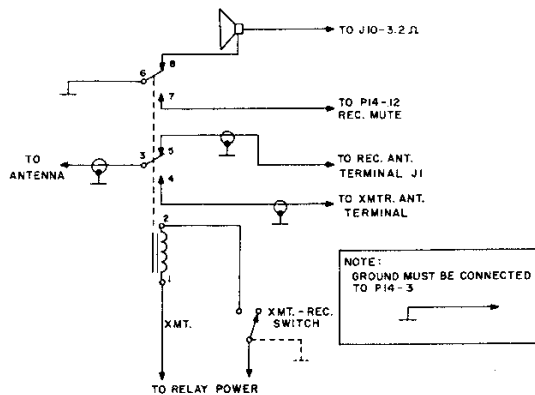 TO J10-3.2 Ω
8
6
7
TO P14-12
REC. MUTE
5
TO
ANTENNA
3
TO REC. ANT.
TERMINAL J1
4
TO XMTR. ANT.
TERMINAL
2
NOTE:
GROUND MUST BE CONNECTED
TO P14-3
1
XMT.
XMT.-REC.
SWITCH
TO RELAY POWER